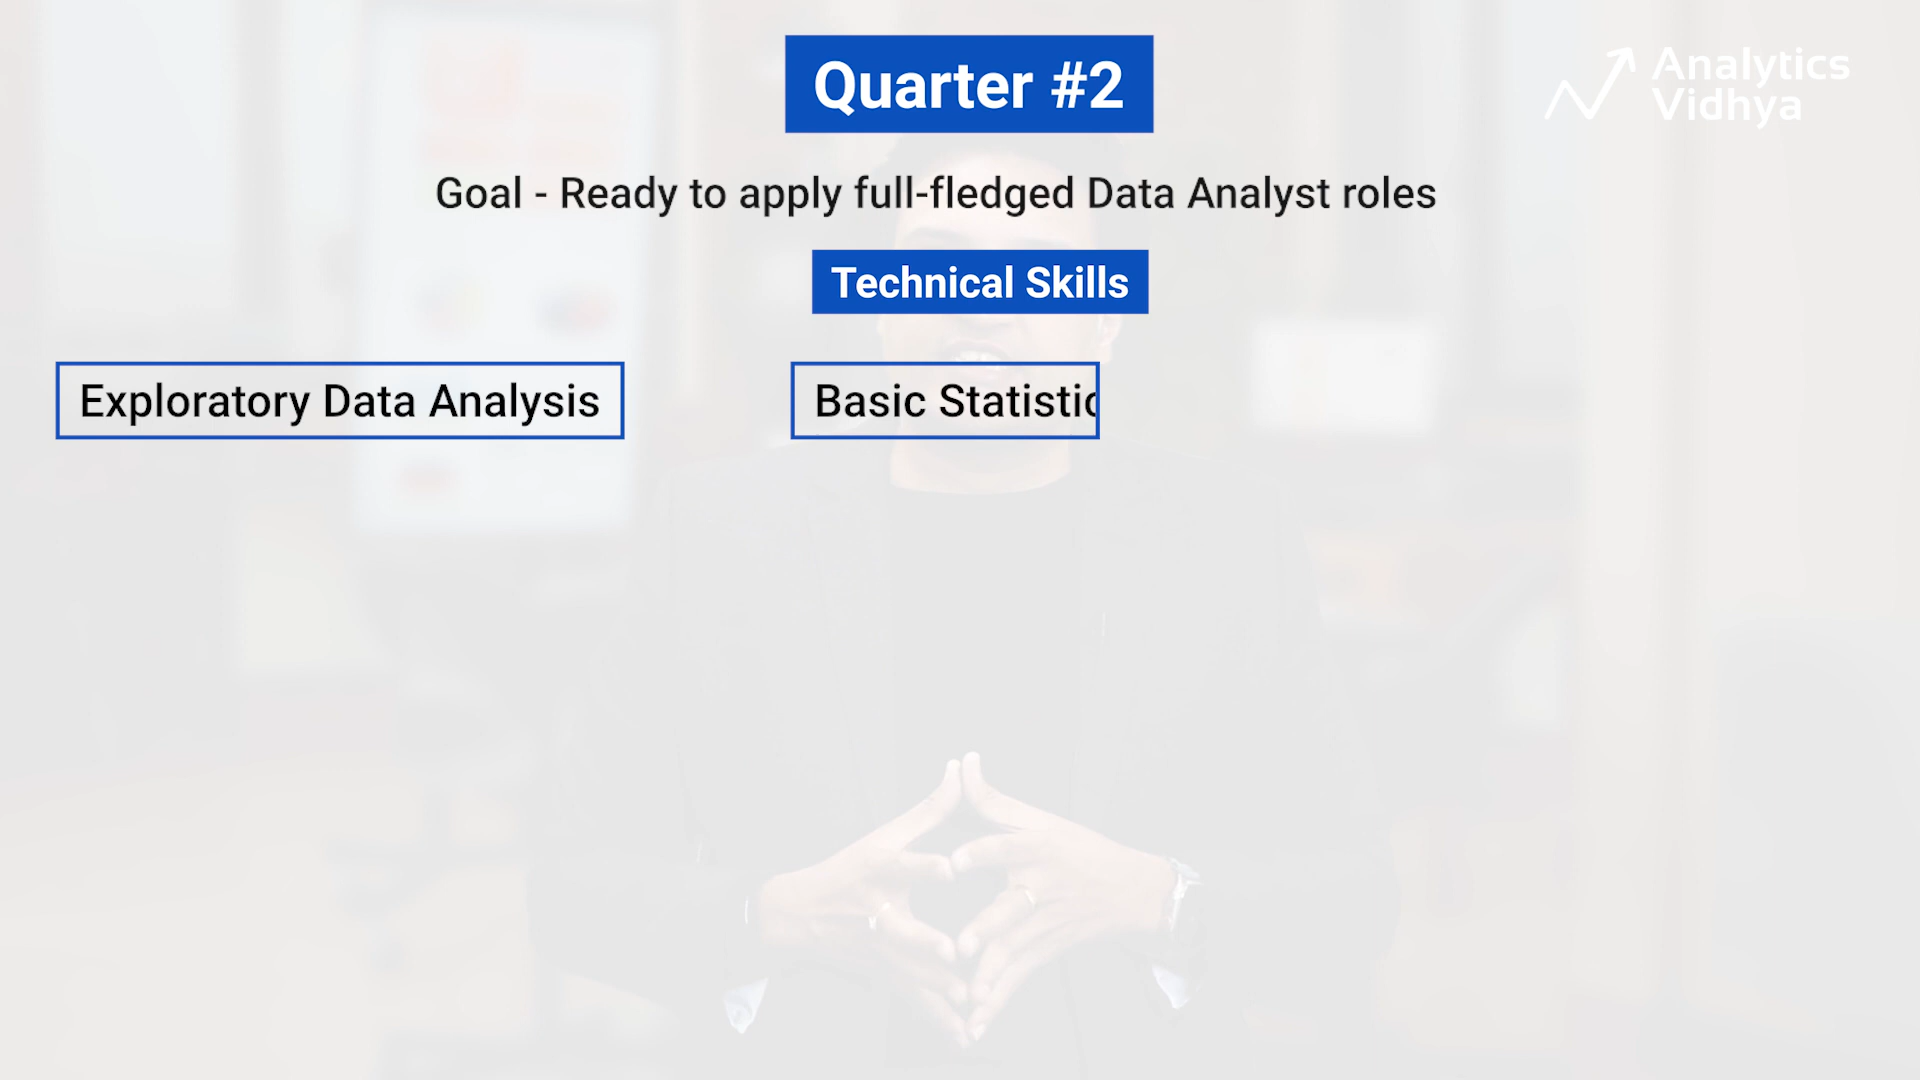 Quarter #2
Analytics
Vidhya
Goal - Ready to apply full-fledged Data Analyst roles
Technical Skills
Exploratory Data Analysis
Basic Statistic